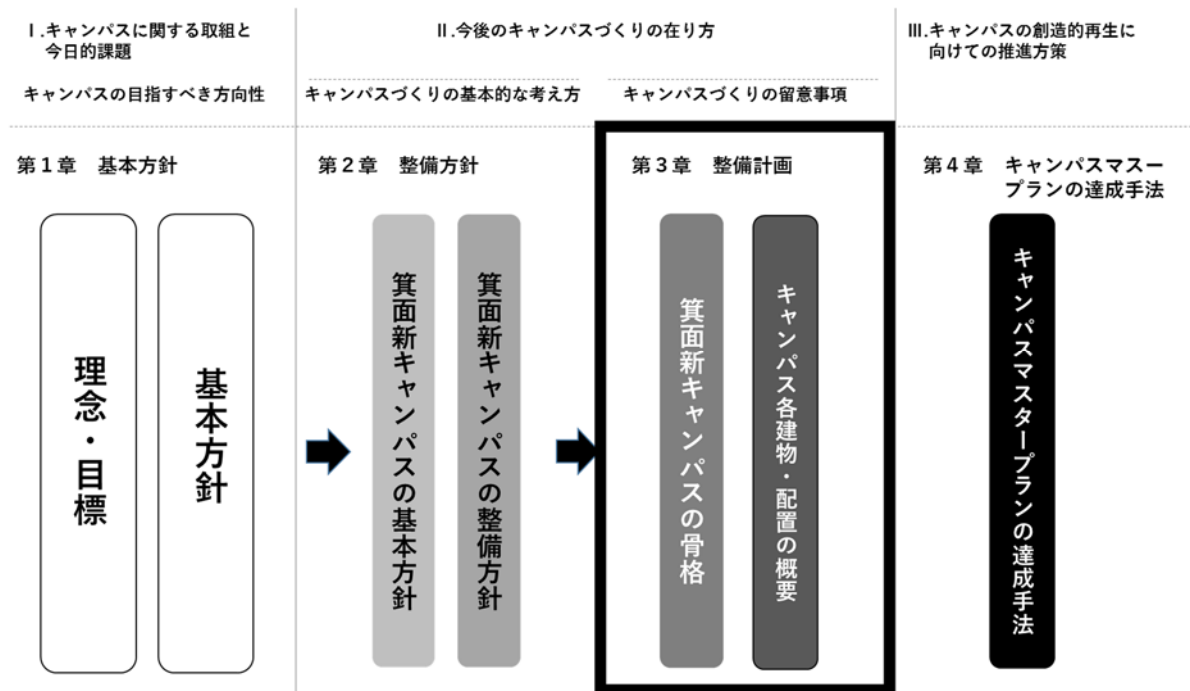 Ⅰ.キャンパスに関する取組と
今日的課題
Ⅱ.今後のキャンパスづくりの在り方
Ⅲ.キャンパスの創造的再生に
向けての推進方策
キャンパスの目指すべき方向性
キャンパスづくりの基本的な考え方
キャンパスづくりの留意事項
第1章 基本方針
第2章 整備方針
第3章 整備計画
第4章 キャンパスマスー
プランの達成手法
理念・目標
基本方針
箕面新キャンパスの基本方針
箕面新キャンパスの整備方針
箕面新キャンパスの骨格
キャンパス各建物・配置の概要
キャンパスマスタープランの達成手法